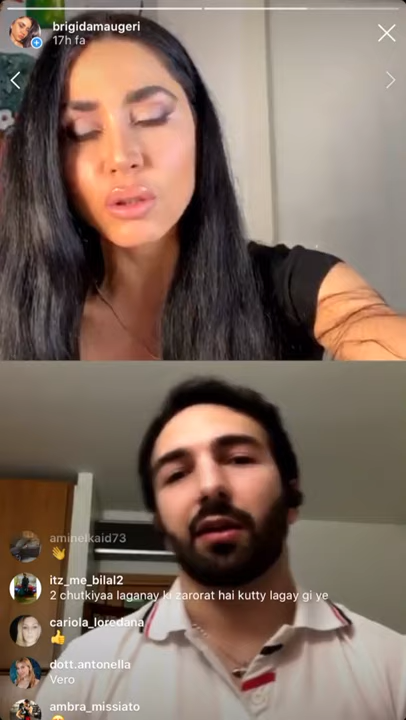 brigidamaugeri
17h fa
aminelkaid73
👋
itz_me_bilal2
2 chutkiyaa laganay ki zarorat hai kutty lagay gi ye
cariola_loredana
👍
dott.antonella
Vero
ambra_missiato